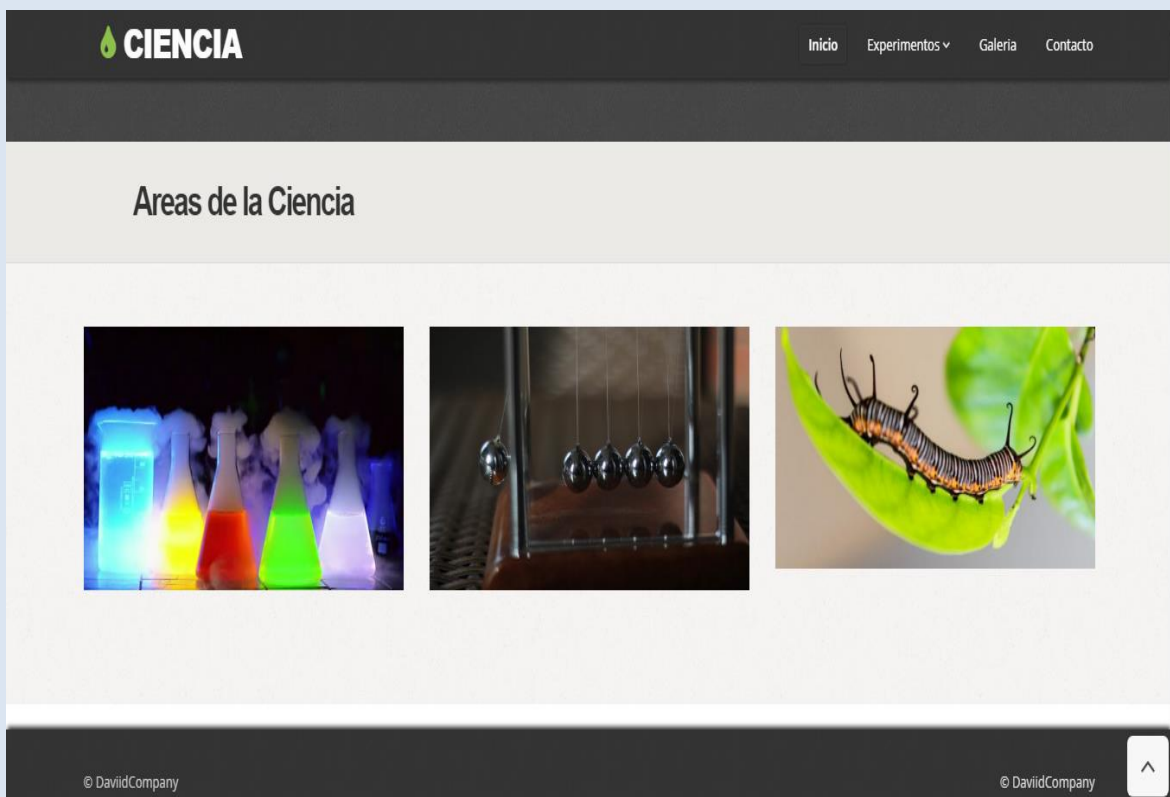 CIENCIA
Inicio Experimentos Galeria Contacto
Areas de la Ciencia
© DaviidCompany © DaviidCompany